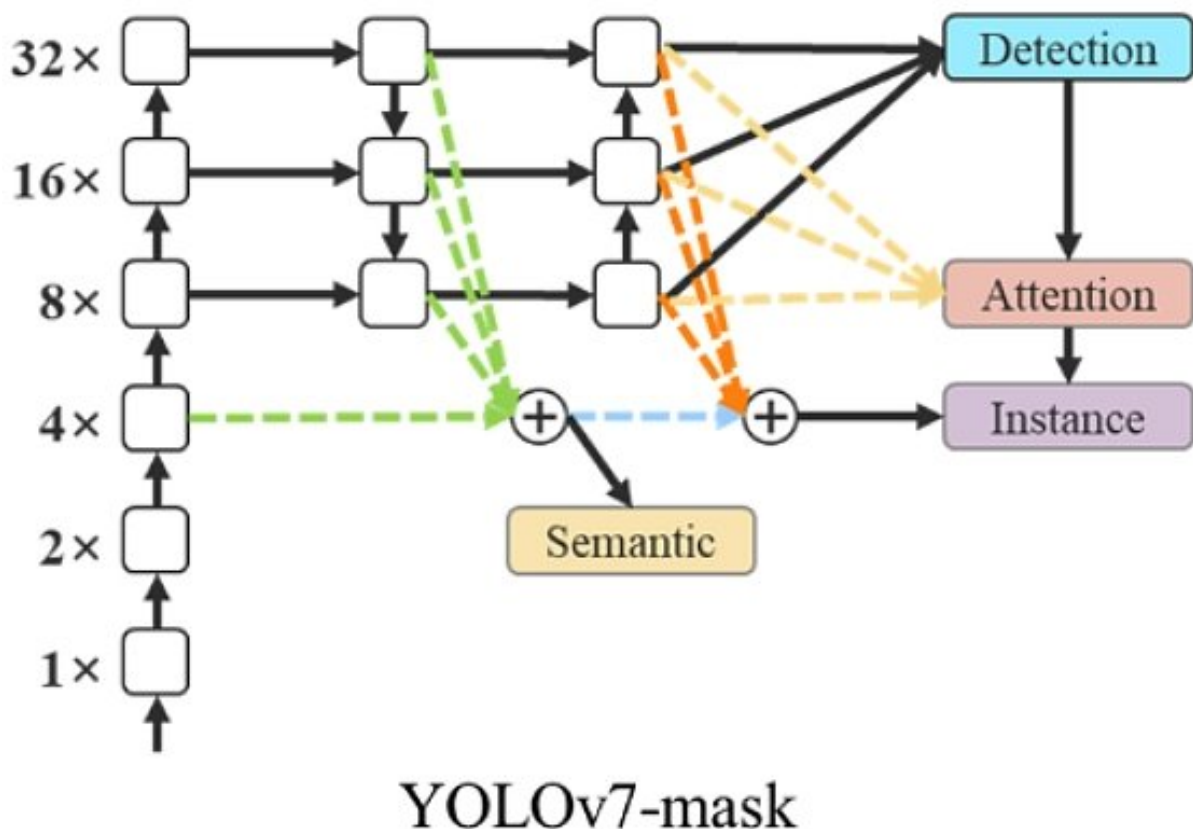 32×
Detection
16×
8×
Attention
4×
+
+
Instance
2×
Semantic
1×
YOLOv7-mask